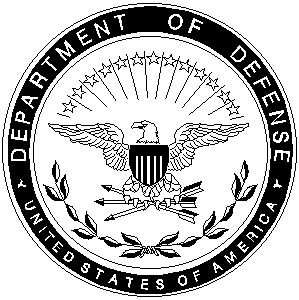 DEPARTMENT OF DEFENSE
UNITED STATES OF AMERICA